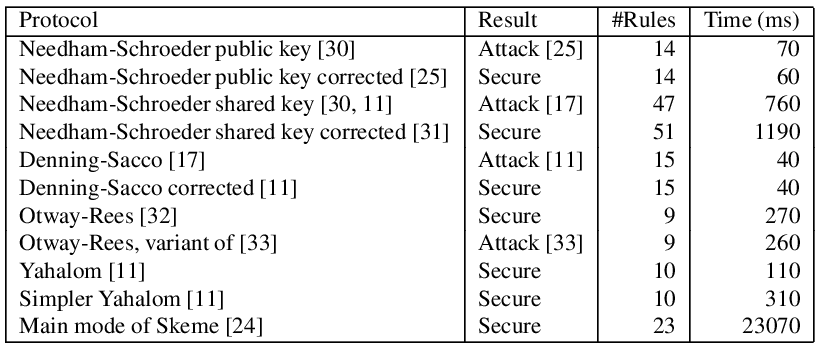 Protocol Result #Rules Time (ms)
Needham-Schroeder public key [30] Attack [25] 14 70
Needham-Schroeder public key corrected [25] Secure 14 60
Needham-Schroeder shared key [30, 11] Attack [17] 47 760
Needham-Schroeder shared key corrected [31] Secure 51 1190
Denning-Sacco [17] Attack [11] 15 40
Denning-Sacco corrected [11] Secure 15 40
Otway-Rees [32] Secure 9 270
Otway-Rees, variant of [33] Attack [33] 9 260
Yahalom [11] Secure 10 110
Simpler Yahalom [11] Secure 10 310
Main mode of Skeme [24] Secure 23 23070